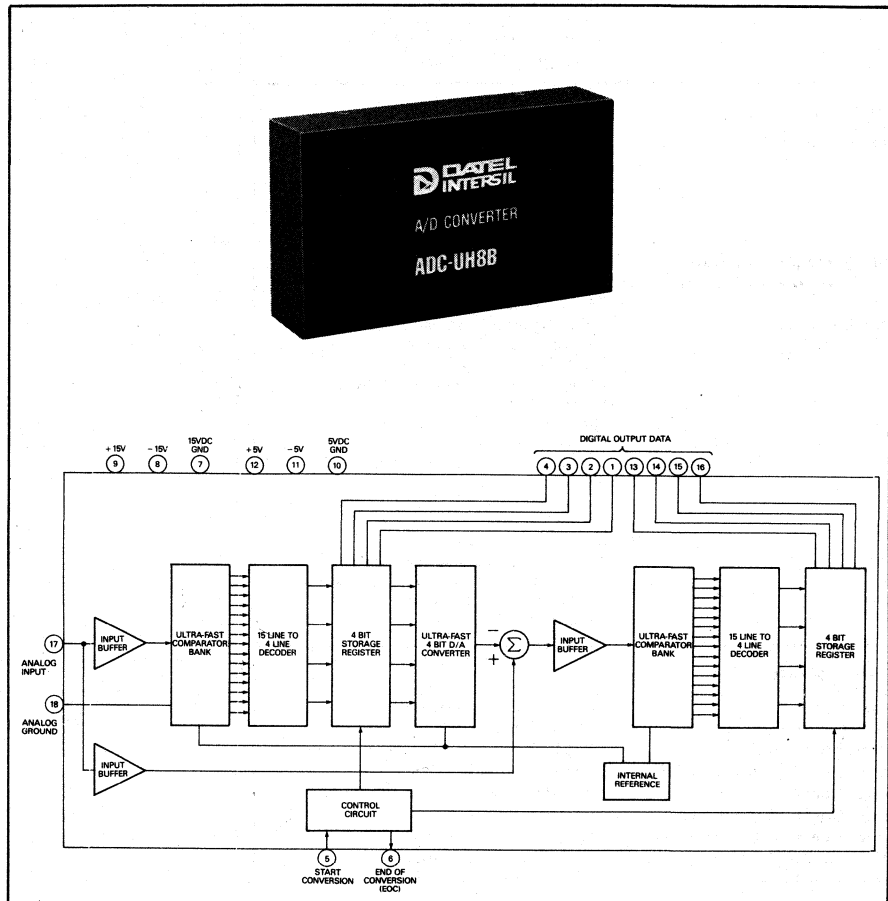 DATEL
INTERSIL
A/D CONVERTER
ADC-UH8B
+15V
-15V
15VDC
GND
+5V
-5V
5VDC
GND
DIGITAL OUTPUT DATA
9
8
7
12
11
10
4
3
2
1
13
14
15
16
17
ANALOG
INPUT
18
ANALOG
GROUND
INPUT
BUFFER
ULTRA-FAST
COMPARATOR
BANK
15 LINE TO
4 LINE
DECODER
4 BIT
STORAGE
REGISTER
ULTRA-FAST
4 BIT D/A
CONVERTER
−
+
Σ
INPUT
BUFFER
ULTRA-FAST
COMPARATOR
BANK
15 LINE TO
4 LINE
DECODER
4 BIT
STORAGE
REGISTER
INPUT
BUFFER
INTERNAL
REFERENCE
CONTROL
CIRCUIT
5
START
CONVERSION
6
END OF
CONVERSION
(EOC)